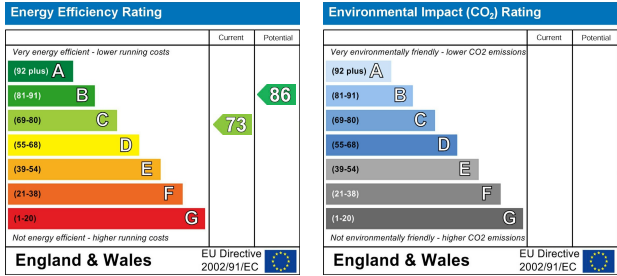 Energy Efficiency Rating
Current Potential
Very energy efficient - lower running costs
(92 plus) A
(81-91) B
86
(69-80) C
73
(55-68) D
(39-54) E
(21-38) F
(1-20) G
Not energy efficient - higher running costs
England & Wales
EU Directive
2002/91/EC
Environmental Impact (CO2) Rating
Current Potential
Very environmentally friendly - lower CO2 emissions
(92 plus) A
(81-91) B
(69-80) C
(55-68) D
(39-54) E
(21-38) F
(1-20) G
Not environmentally friendly - higher CO2 emissions
England & Wales
EU Directive
2002/91/EC